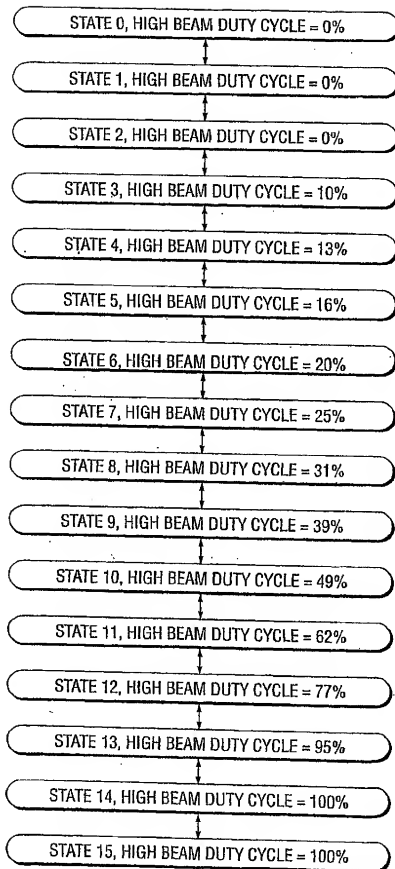 STATE 0, HIGH BEAM DUTY CYCLE = 0%
STATE 1, HIGH BEAM DUTY CYCLE = 0%
STATE 2, HIGH BEAM DUTY CYCLE = 0%
STATE 3, HIGH BEAM DUTY CYCLE = 10%
STATE 4, HIGH BEAM DUTY CYCLE = 13%
STATE 5, HIGH BEAM DUTY CYCLE = 16%
STATE 6, HIGH BEAM DUTY CYCLE = 20%
STATE 7, HIGH BEAM DUTY CYCLE = 25%
STATE 8, HIGH BEAM DUTY CYCLE = 31%
STATE 9, HIGH BEAM DUTY CYCLE = 39%
STATE 10, HIGH BEAM DUTY CYCLE = 49%
STATE 11, HIGH BEAM DUTY CYCLE = 62%
STATE 12, HIGH BEAM DUTY CYCLE = 77%
STATE 13, HIGH BEAM DUTY CYCLE = 95%
STATE 14, HIGH BEAM DUTY CYCLE = 100%
STATE 15, HIGH BEAM DUTY CYCLE = 100%